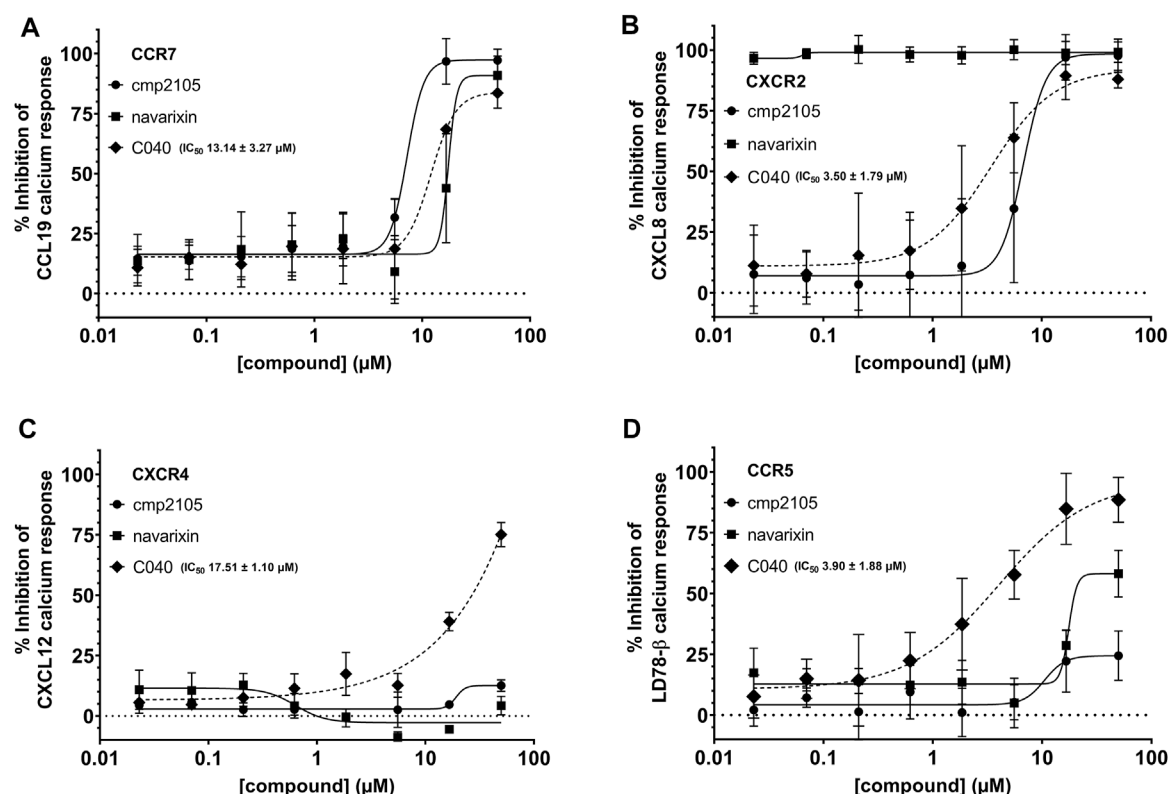 A
CCR7
cmp2105
navarixin
C040 (IC50 13.14 ± 3.27 µM)
% Inhibition of
CCL19 calcium response
100
75
50
25
0
0.01 0.1 1 10 100
[compound] (µM)
B
CXCR2
cmp2105
navarixin
C040 (IC50 3.50 ± 1.79 µM)
% Inhibition of
CXCL8 calcium response
100
75
50
25
0
0.01 0.1 1 10 100
[compound] (µM)
C
CXCR4
cmp2105
navarixin
C040 (IC50 17.51 ± 1.10 µM)
% Inhibition of
CXCL12 calcium response
100
75
50
25
0
0.01 0.1 1 10 100
[compound] (µM)
D
CCR5
cmp2105
navarixin
C040 (IC50 3.90 ± 1.88 µM)
% Inhibition of
LD78-β calcium response
100
75
50
25
0
0.01 0.1 1 10 100
[compound] (µM)